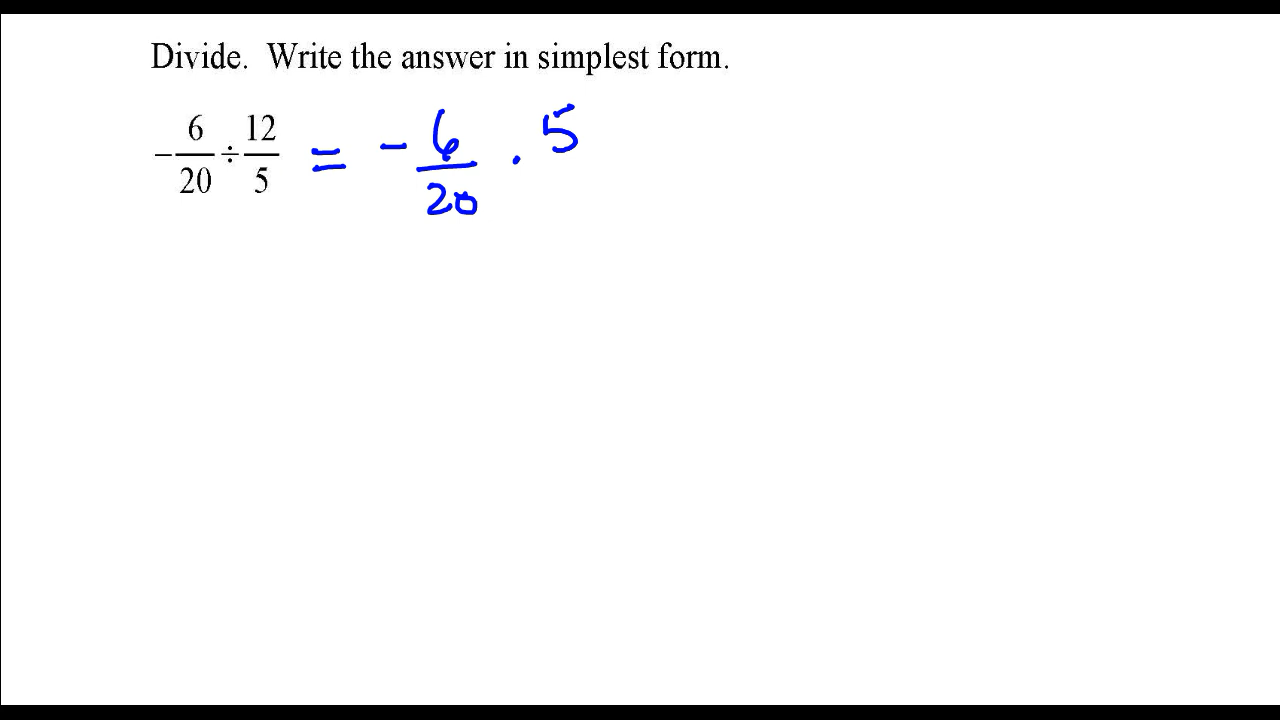 Divide. Write the answer in simplest form.
-6/20 ÷ 12/5 = -6/20 · 5